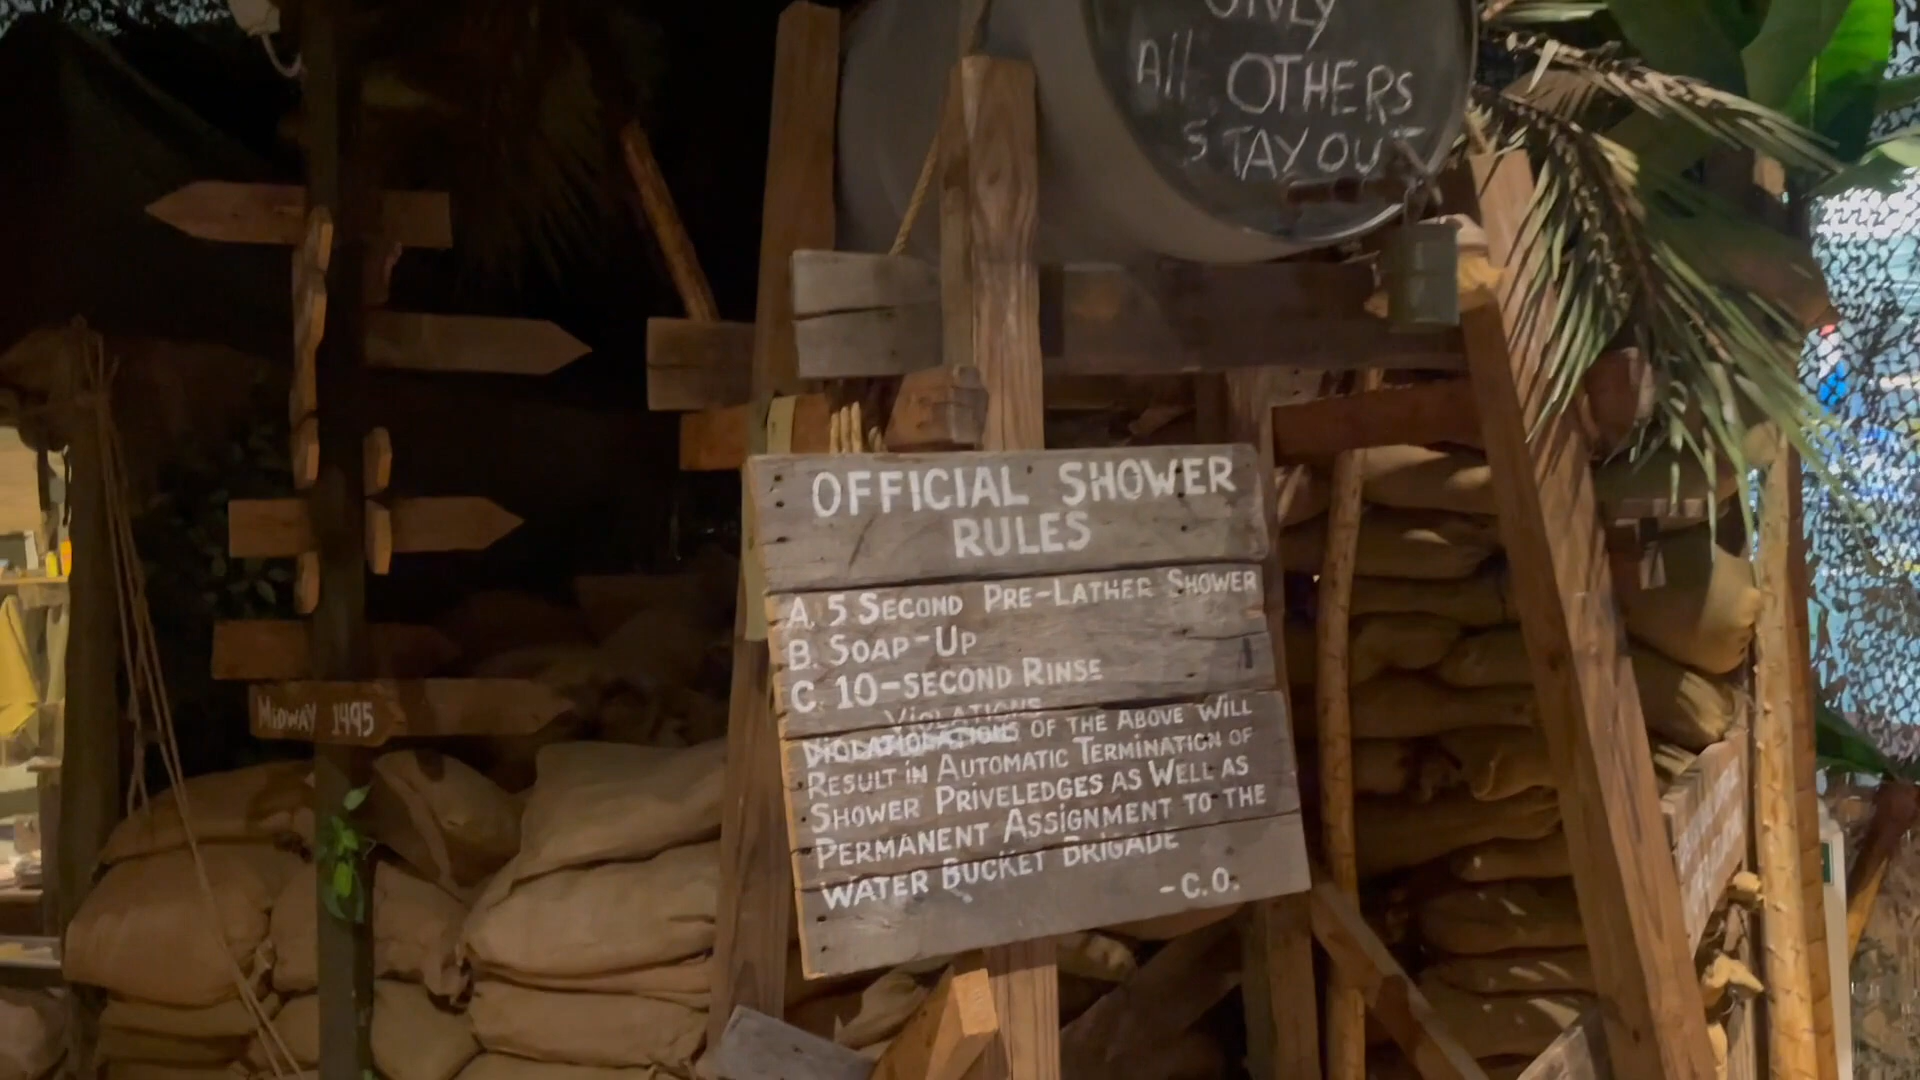 ONLY
All OTHERS
STAY OUT
OFFICIAL SHOWER
RULES
A. 5 SECOND PRE-LATHER SHOWER
B. SOAP-UP
C. 10-SECOND RINSE
VIOLATIONS
OF THE ABOVE WILL
RESULT IN AUTOMATIC TERMINATION OF
SHOWER PRIVELEDGES AS WELL AS
PERMANENT ASSIGNMENT TO THE
WATER BUCKET BRIGADE
-C.O.
MIDWAY 1495